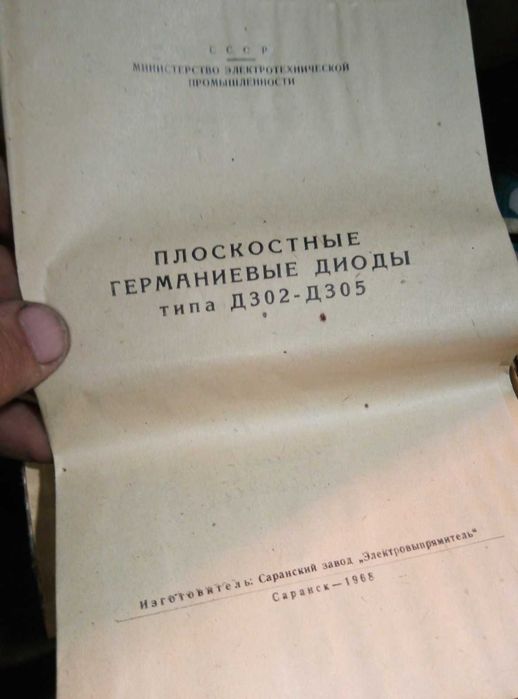 СССР
МИНИСТЕРСТВО ЭЛЕКТРОТЕХНИЧЕСКОЙ
ПРОМЫШЛЕННОСТИ
ПЛОСКОСТНЫЕ
ГЕРМАНИЕВЫЕ ДИОДЫ
типа Д302-Д305
Изготовитель: Саранский завод „Электровыпрямитель"
Саранск—1968